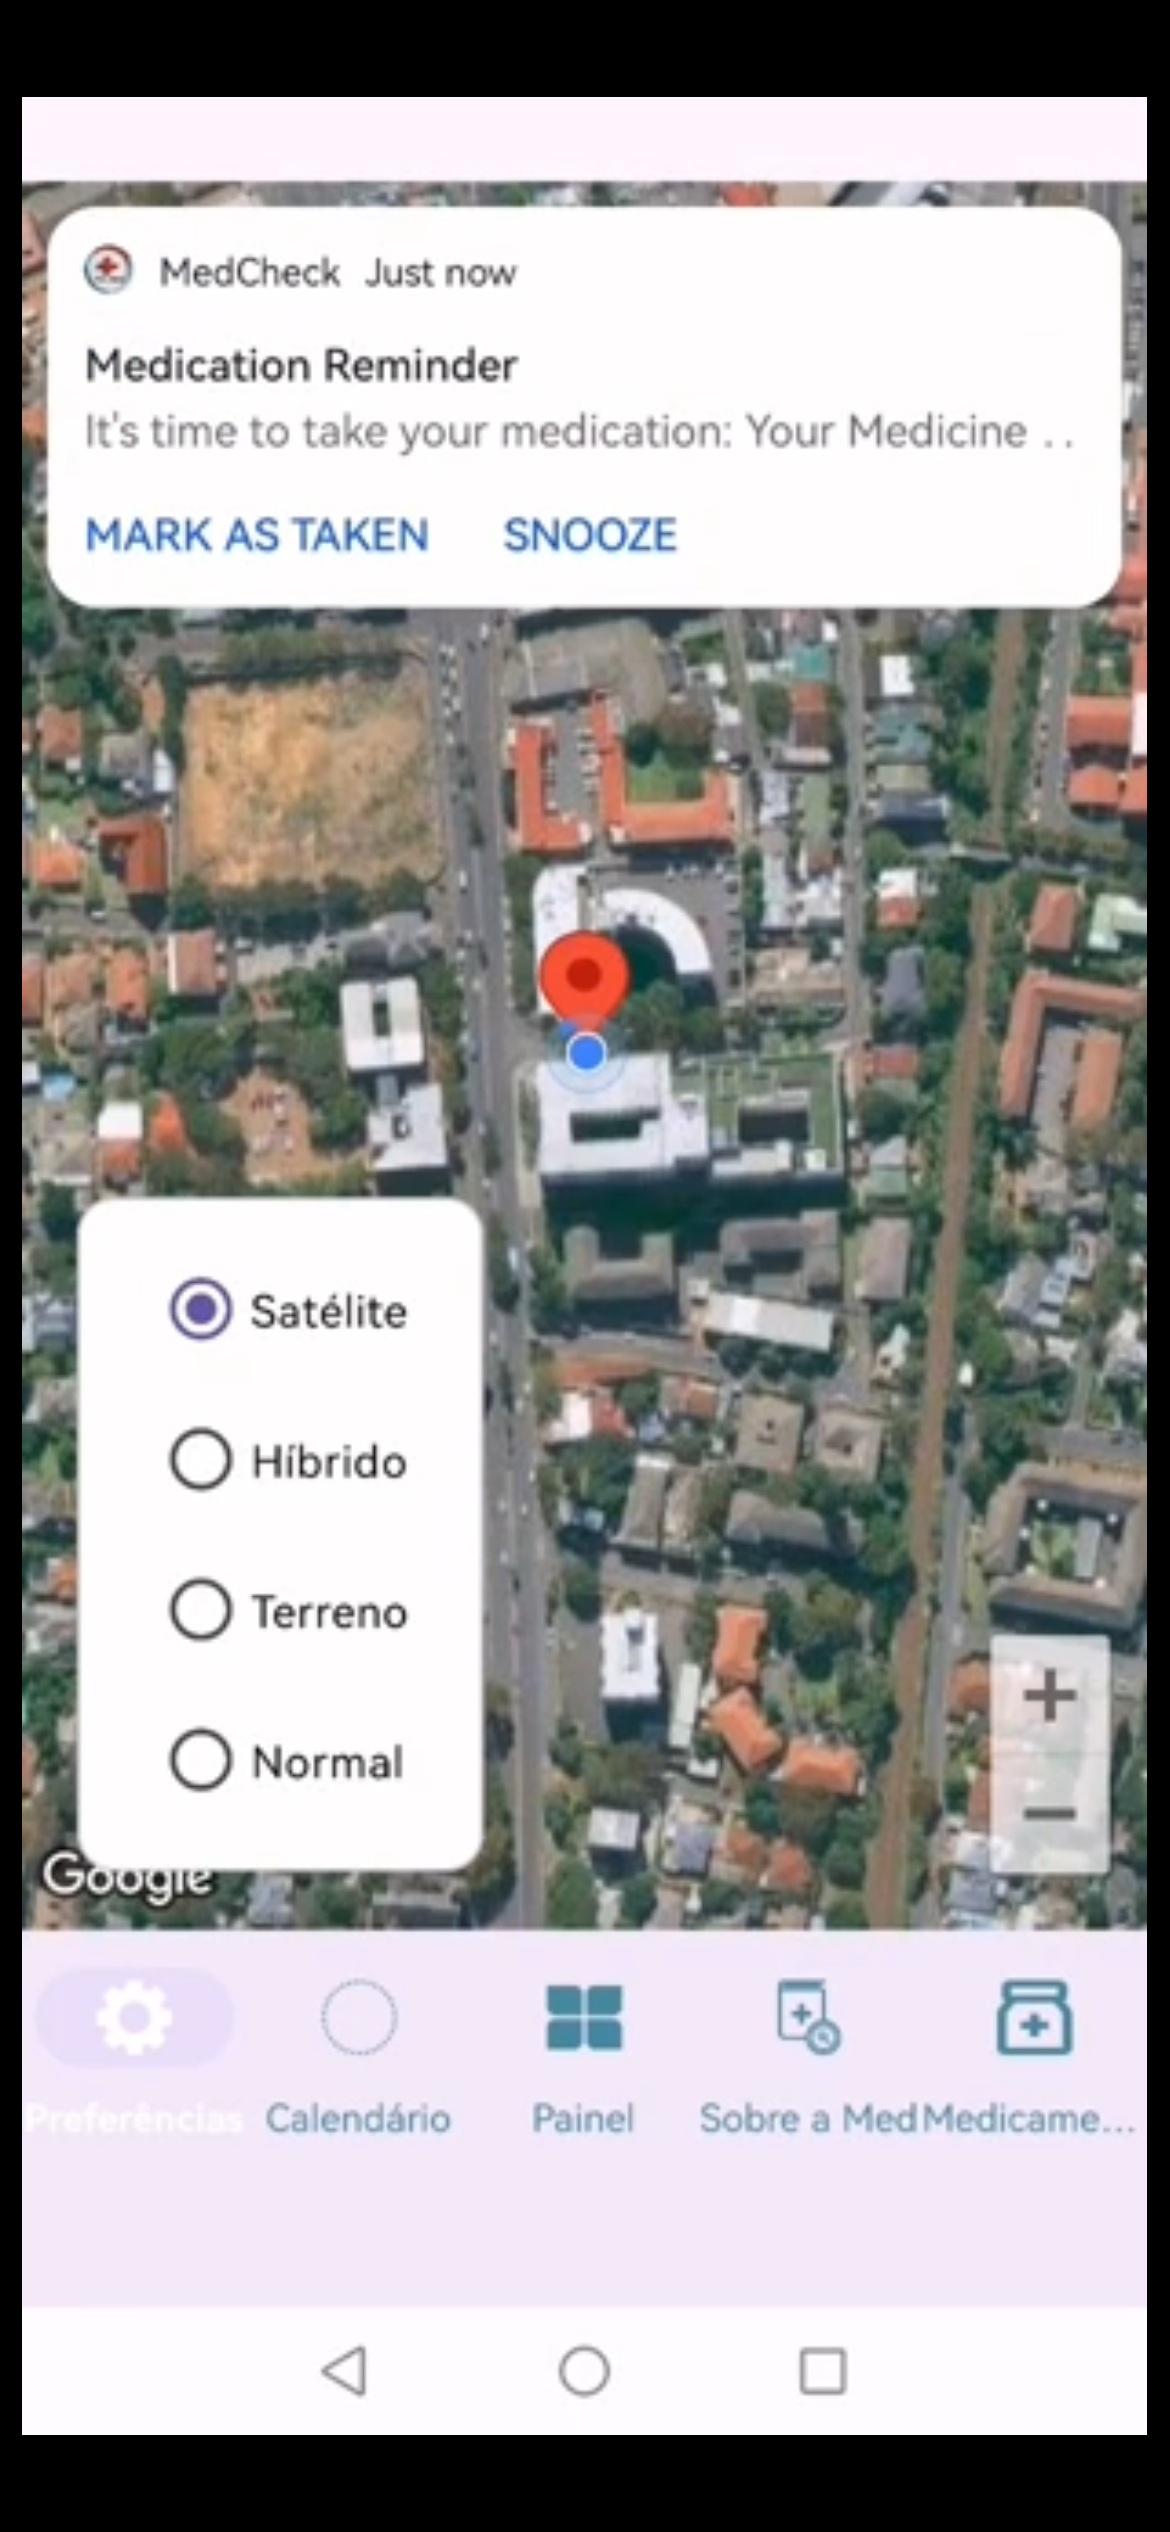 MedCheck Just now
Medication Reminder
It's time to take your medication: Your Medicine . .
MARK AS TAKEN SNOOZE
Satélite
Híbrido
Terreno
Normal
Google
Preferências Calendário Painel Sobre a Med Medicame...